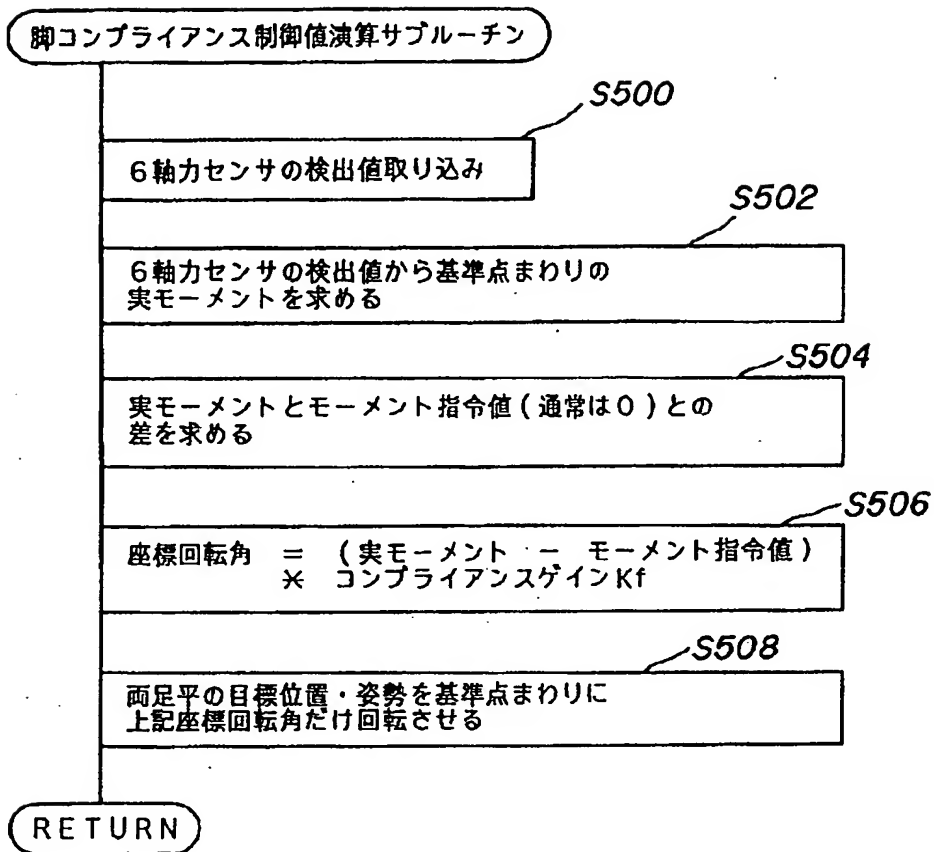 脚コンプライアンス制御値演算サブルーチン
S500
6軸力センサの検出値取り込み
S502
6軸力センサの検出値から基準点まわりの
実モーメントを求める
S504
実モーメントとモーメント指令値(通常は0)との
差を求める
S506
座標回転角 = (実モーメント - モーメント指令値)
* コンプライアンスゲインKf
S508
両足平の目標位置・姿勢を基準点まわりに
上記座標回転角だけ回転させる
RETURN